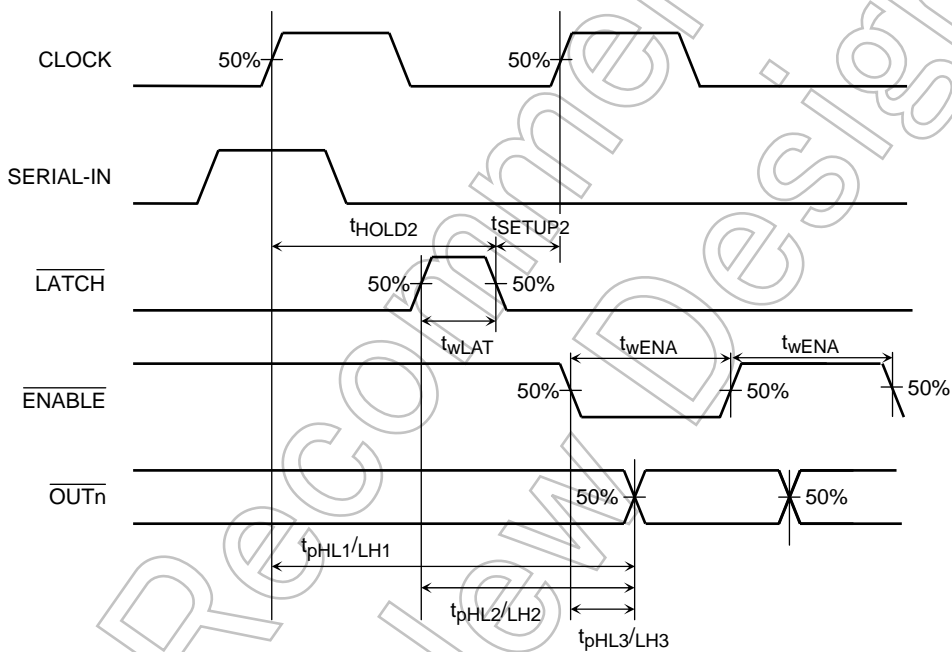 CLOCK 50% 50%
SERIAL-IN
tHOLD2 tSETUP2
LATCH 50% 50%
twLAT twENA twENA
ENABLE 50% 50% 50%
OUTn 50% 50%
tpHL1/LH1
tpHL2/LH2
tpHL3/LH3